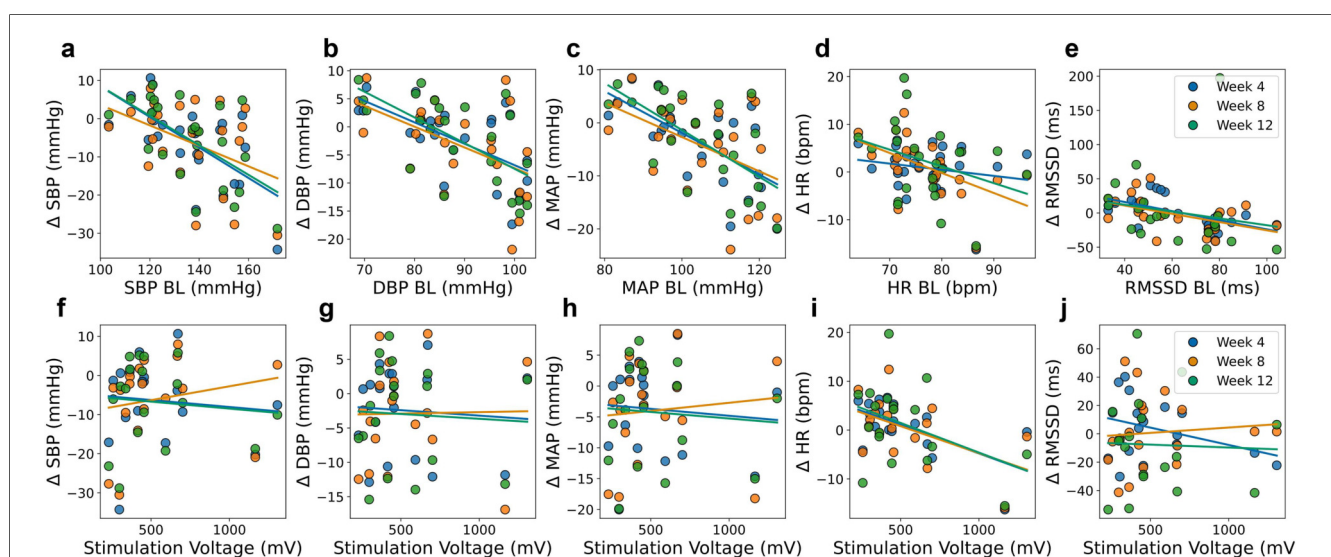 a
b
c
d
e
Δ SBP (mmHg)
10
0
−10
−20
−30
100
120
140
160
SBP BL (mmHg)
Δ DBP (mmHg)
10
5
0
−5
−10
−15
−20
70
80
90
100
DBP BL (mmHg)
Δ MAP (mmHg)
10
0
−10
−20
80
100
120
MAP BL (mmHg)
Δ HR (bpm)
20
10
0
−10
70
80
90
HR BL (bpm)
Δ RMSSD (ms)
200
150
100
50
0
−50
40
60
80
100
RMSSD BL (ms)
Week 4
Week 8
Week 12
f
g
h
i
j
Δ SBP (mmHg)
10
0
−10
−20
−30
500
1000
Stimulation Voltage (mV)
Δ DBP (mmHg)
5
0
−5
−10
−15
500
1000
Stimulation Voltage (mV)
Δ MAP (mmHg)
5
0
−5
−10
−15
−20
500
1000
Stimulation Voltage (mV)
Δ HR (bpm)
20
10
0
−10
500
1000
Stimulation Voltage (mV)
Δ RMSSD (ms)
60
40
20
0
−20
−40
500
1000
Stimulation Voltage (mV)
Week 4
Week 8
Week 12